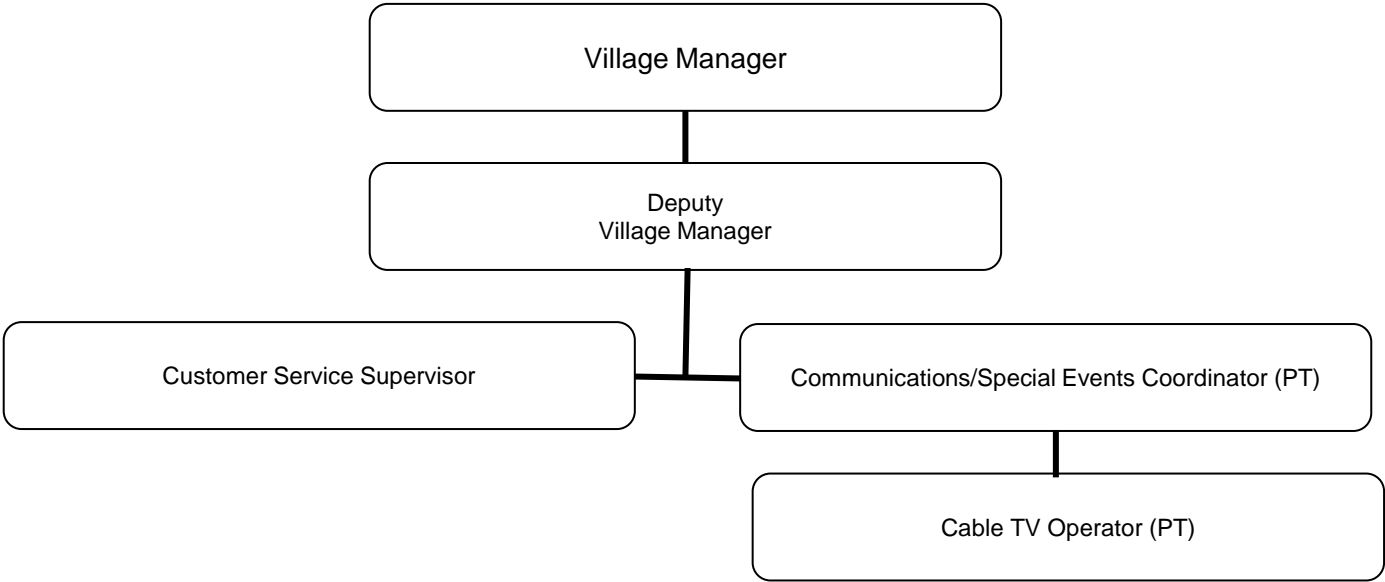 Village Manager
Deputy
Village Manager
Customer Service Supervisor
Communications/Special Events Coordinator (PT)
Cable TV Operator (PT)